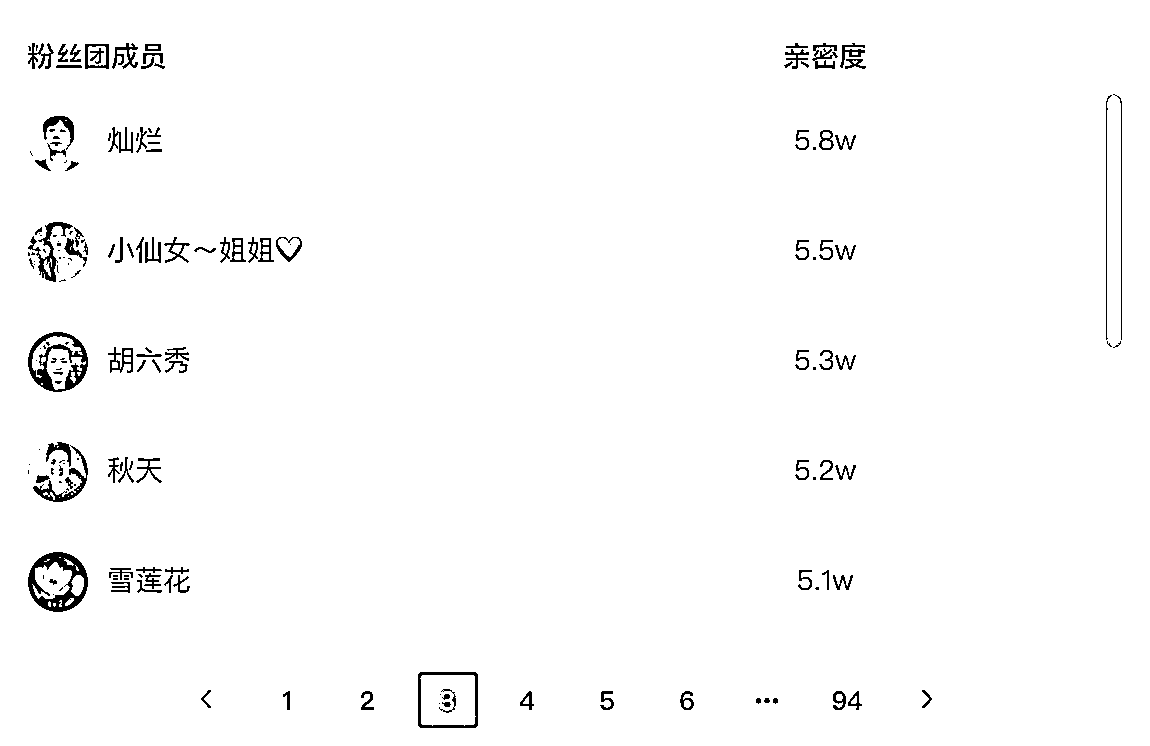 粉丝团成员 亲密度
灿烂 5.8w
小仙女～姐姐♡ 5.5w
胡六秀 5.3w
秋天 5.2w
雪莲花 5.1w
< 1 2 3 4 5 6 ••• 94 >